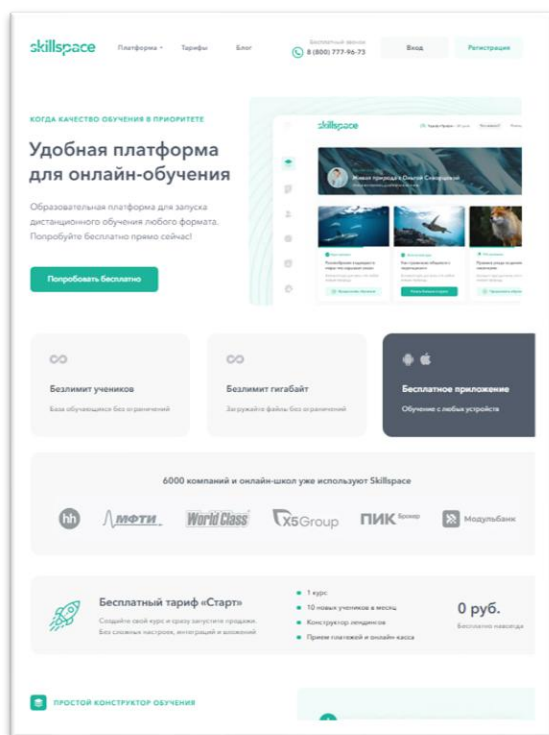 skillspace
Платформа
Тарифы
Блог
Бесплатный звонок
8 (800) 777-96-73
Вход
Регистрация
КОГДА КАЧЕСТВО ОБУЧЕНИЯ В ПРИОРИТЕТЕ
Удобная платформа
для онлайн-обучения
Образовательная платформа для запуска
дистанционного обучения любого формата.
Попробуйте бесплатно прямо сейчас!
Попробовать бесплатно
skillspace
Живая природа с Ольгой Скворцовой
Безлимит учеников
База обучающихся без ограничений
Безлимит гигабайт
Загружайте файлы без ограничений
Бесплатное приложение
Обучение с любых устройств
6000 компаний и онлайн-школ уже используют Skillspace
hh
МФТИ
World Class
X5Group
ПИК Брокер
Модульбанк
Бесплатный тариф «Старт»
Создайте свой курс и сразу запустите продажи.
Без сложных настроек, интеграций и вложений
1 курс
10 новых учеников в месяц
Конструктор лендингов
Прием платежей и онлайн касса
0 руб.
Бесплатно навсегда
ПРОСТОЙ КОНСТРУКТОР ОБУЧЕНИЯ